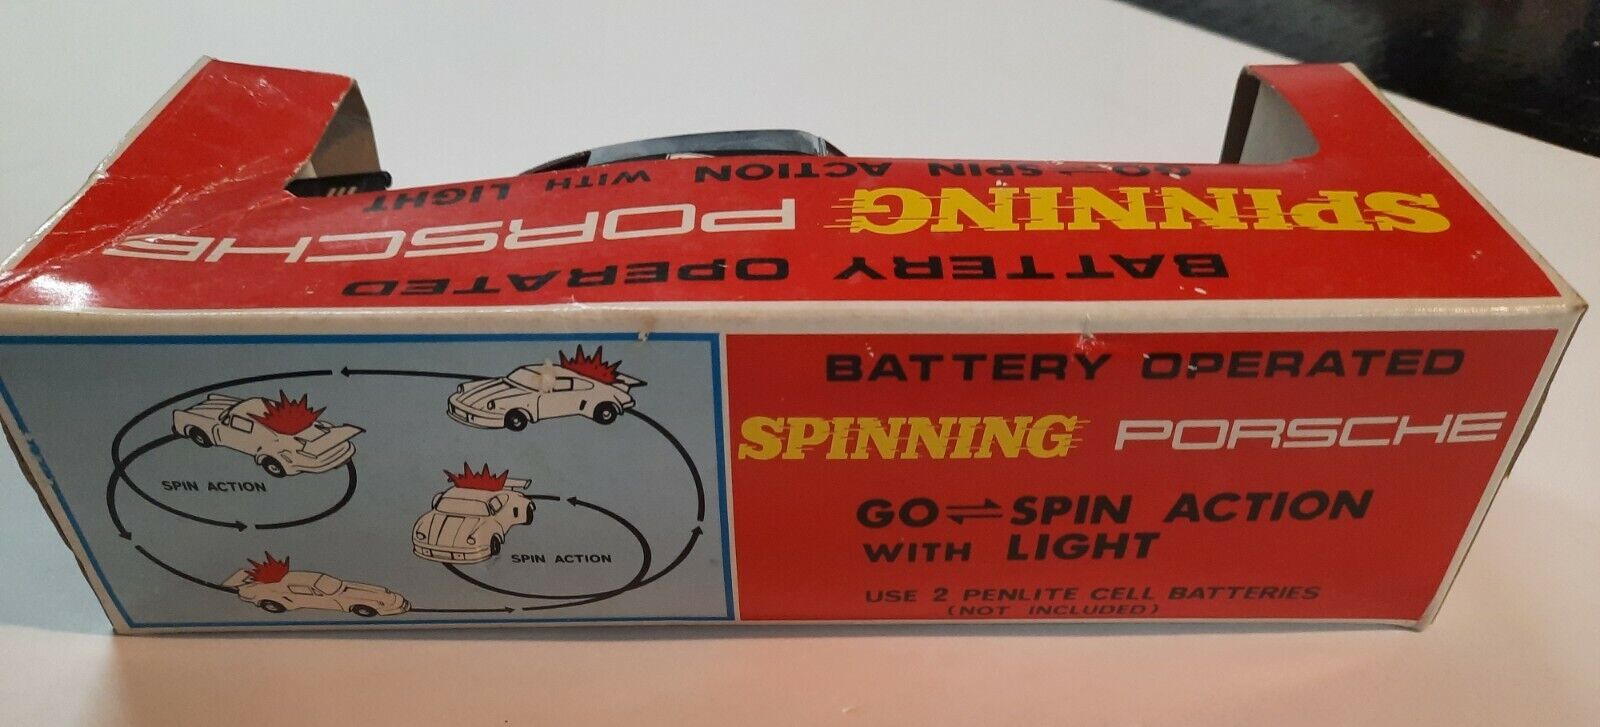 BATTERY OPERATED
SPINNING PORSCHE
GO⇌SPIN ACTION WITH LIGHT
SPIN ACTION
SPIN ACTION
BATTERY OPERATED
SPINNING PORSCHE
GO⇌SPIN ACTION
WITH LIGHT
USE 2 PENLITE CELL BATTERIES
(NOT INCLUDED)